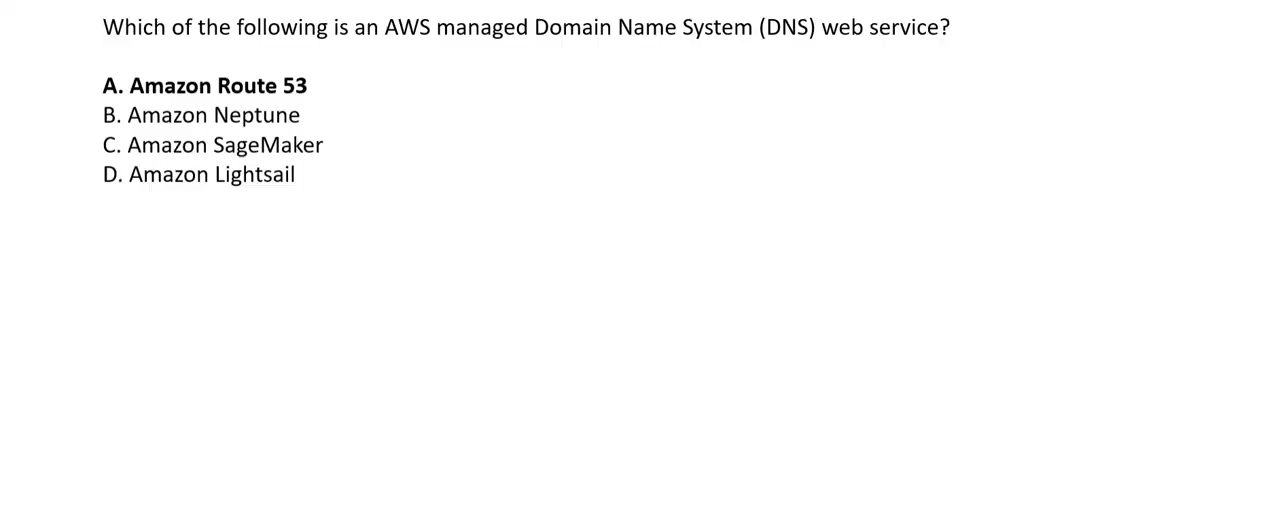 Which of the following is an AWS managed Domain Name System (DNS) web service?
A. Amazon Route 53
B. Amazon Neptune
C. Amazon SageMaker
D. Amazon Lightsail